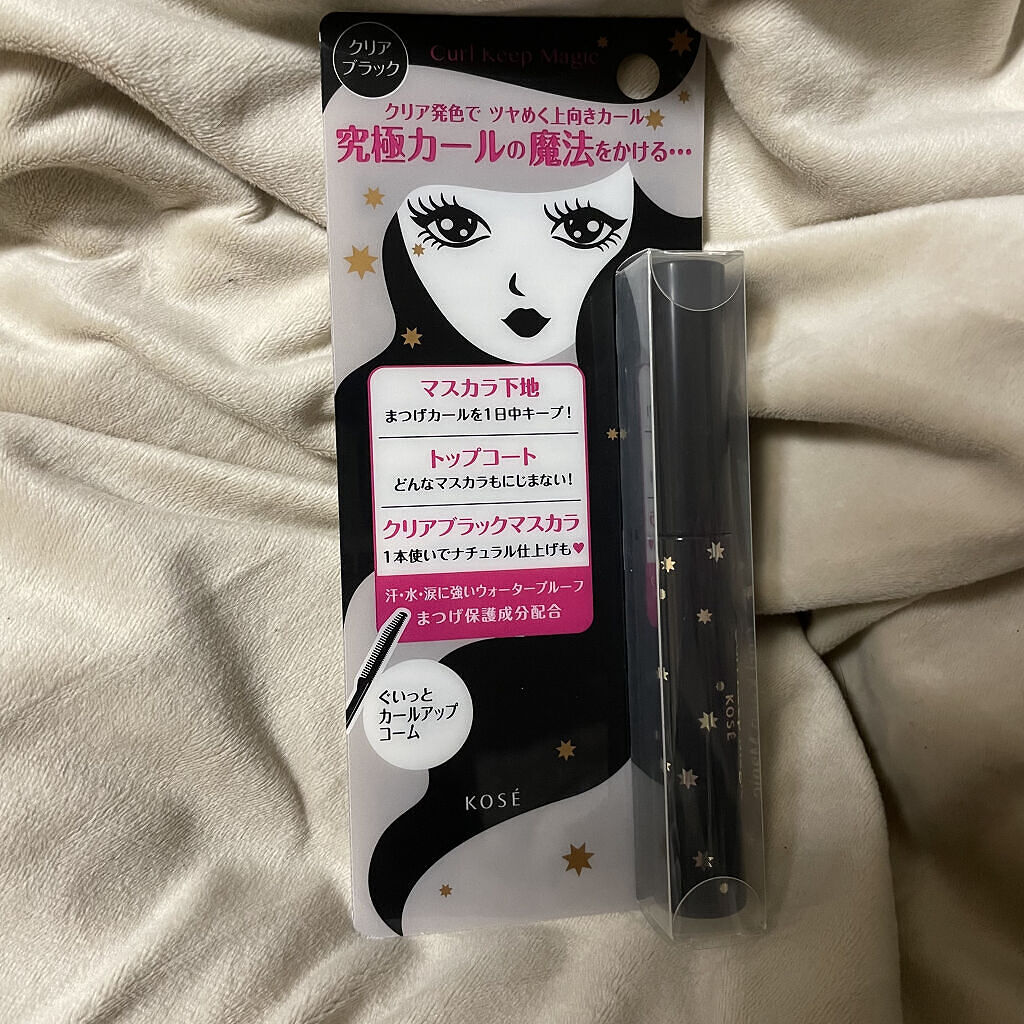 クリア
ブラック
Curl Keep Magic
クリア発色で ツヤめく上向きカール
究極カールの魔法をかける…
マスカラ下地
まつげカールを1日中キープ!
トップコート
どんなマスカラもにじまない!
クリアブラックマスカラ
1本使いでナチュラル仕上げも♥
汗・水・涙に強いウォータープルーフ
まつげ保護成分配合
ぐいっと
カールアップ
コーム
KOSÉ
KOSÉ